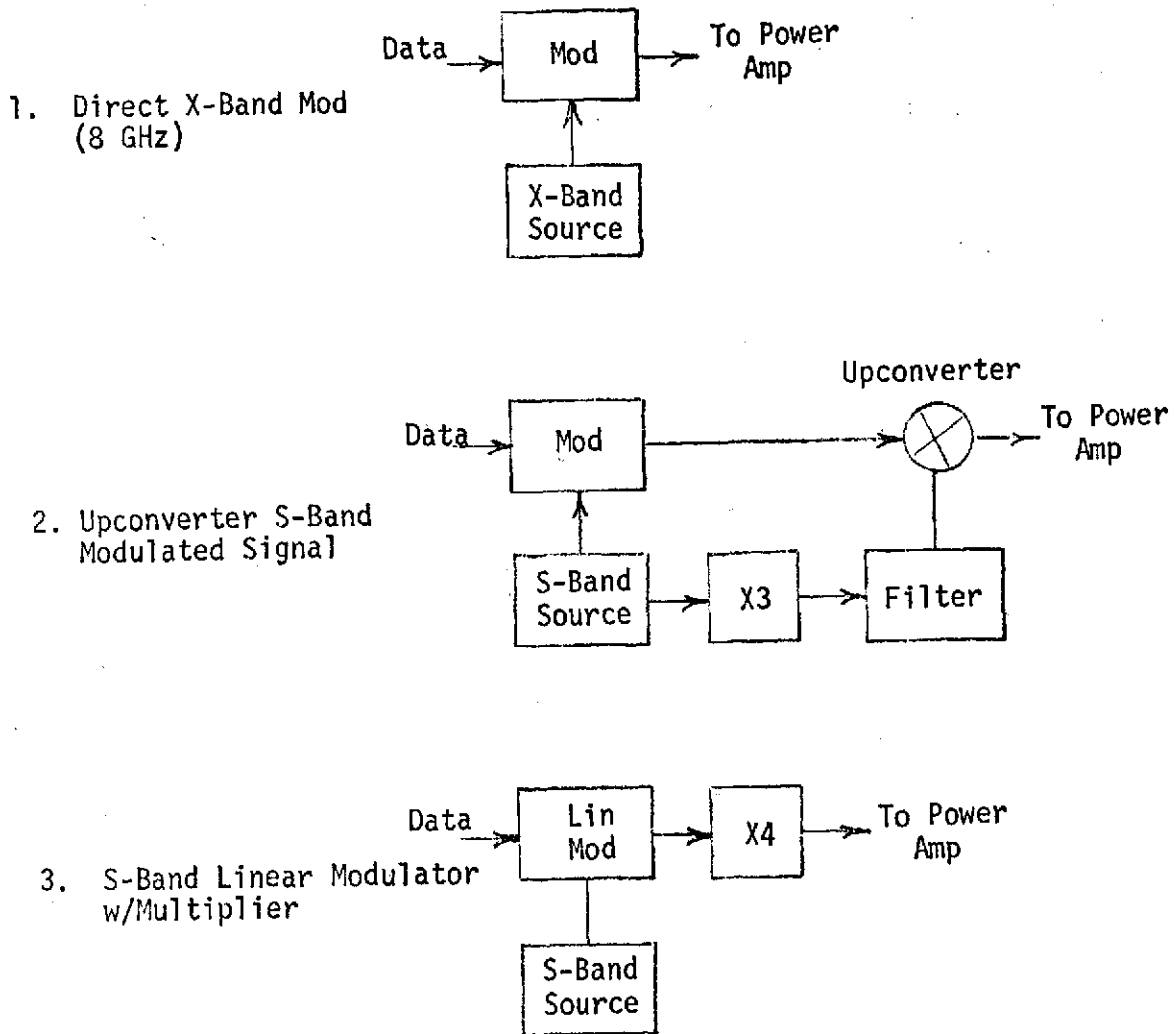 Data
Mod
To Power
Amp
1. Direct X-Band Mod
(8 GHz)
X-Band
Source
Upconverter
Data
Mod
To Power
Amp
2. Upconverter S-Band
Modulated Signal
S-Band
Source
X3
Filter
Data
Lin
Mod
X4
To Power
Amp
3. S-Band Linear Modulator
w/Multiplier
S-Band
Source